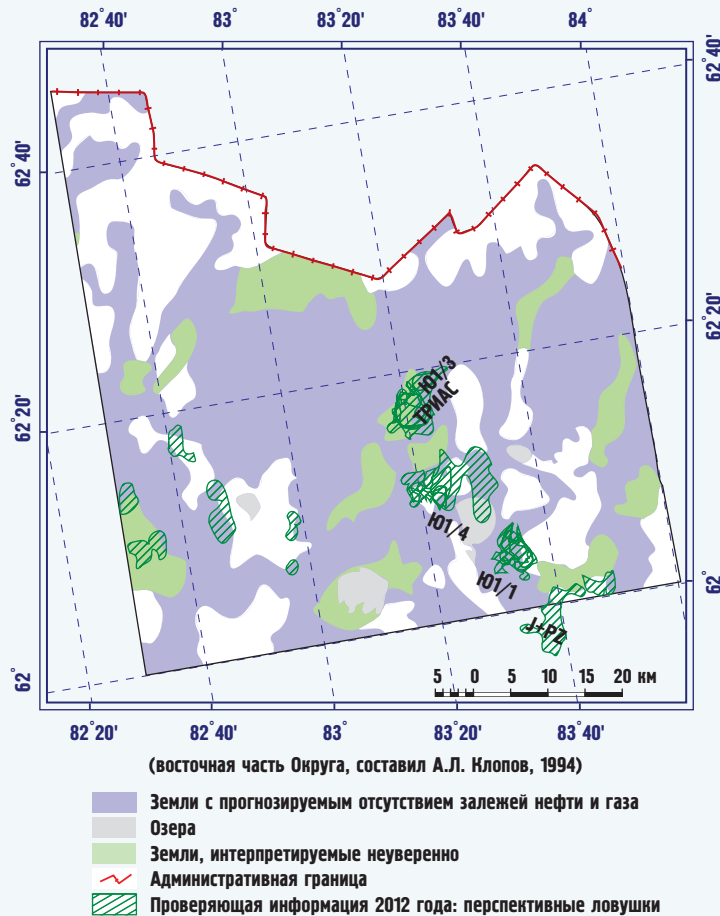 82°40' 83° 83°20' 83°40' 84°
62°40'
62°40'
62°20'
Ю1/3
ТРИАС
62°20'
Ю1/4
Ю1/1
62°
J+PZ
62°
5 0 5 10 15 20 км
82°20' 82°40' 83° 83°20' 83°40'
(восточная часть Округа, составил А.Л. Клопов, 1994)
Земли с прогнозируемым отсутствием залежей нефти и газа
Озера
Земли, интерпретируемые неуверенно
Административная граница
Проверяющая информация 2012 года: перспективные ловушки